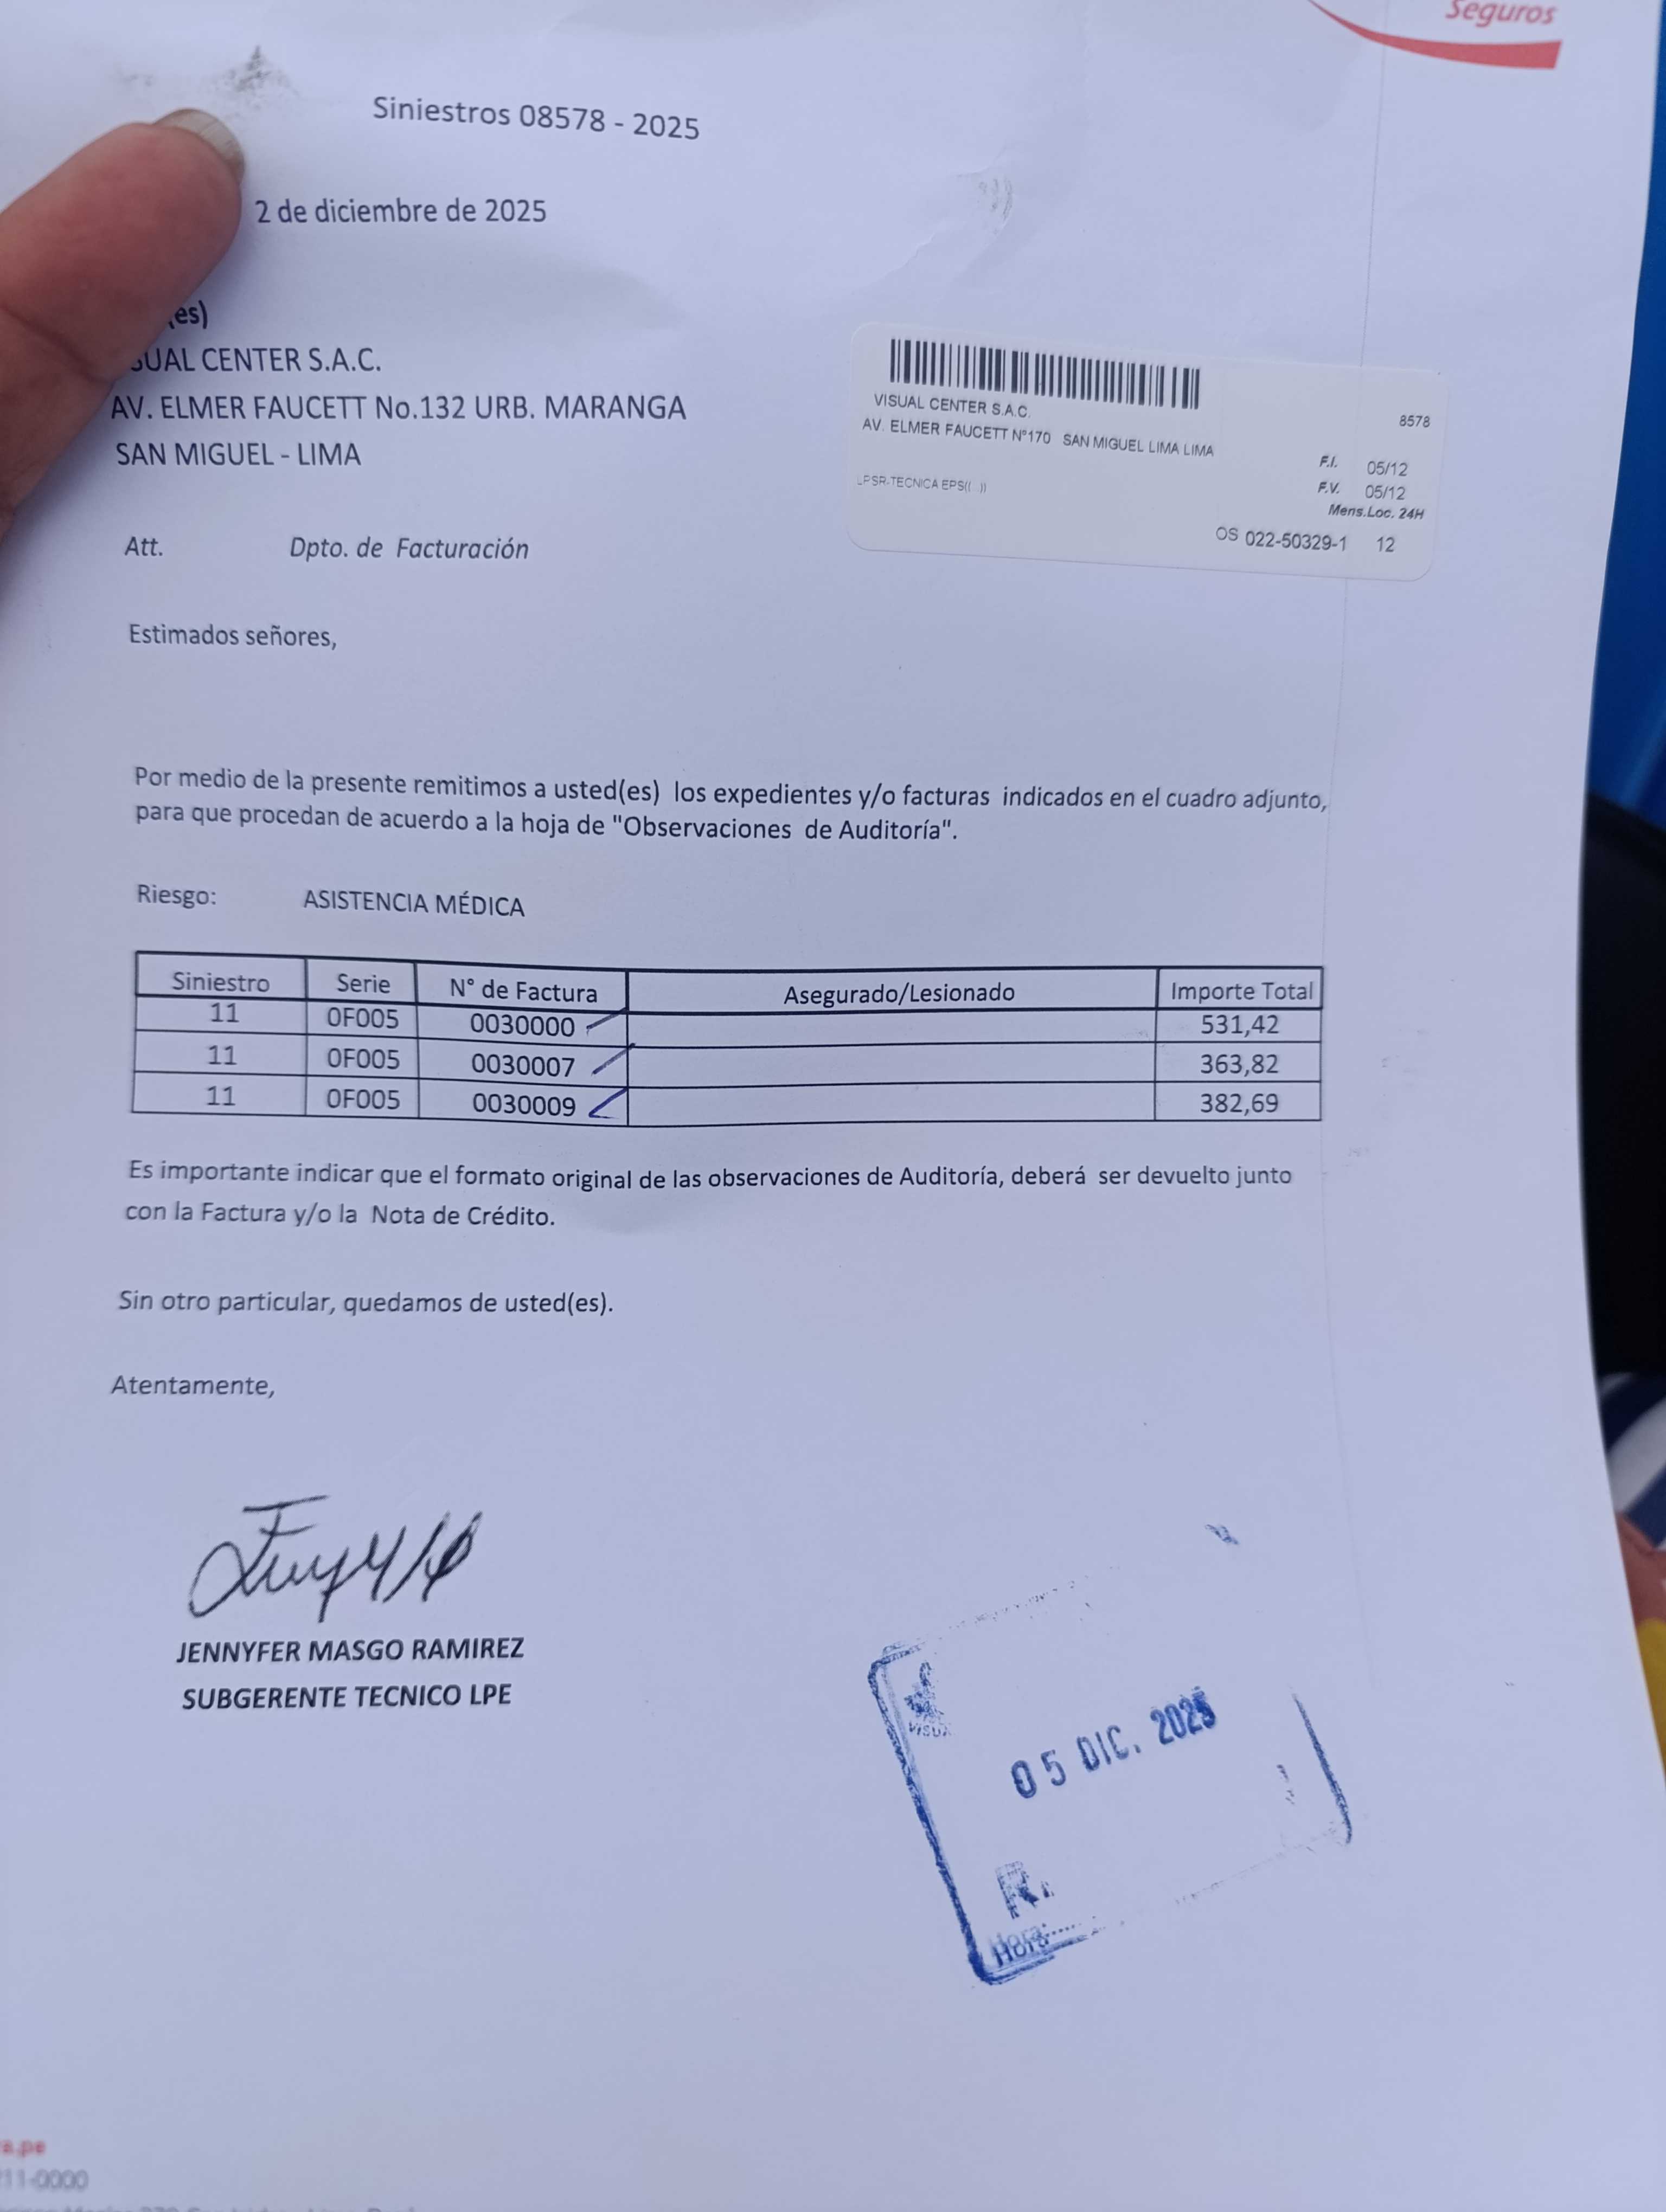 Seguros
Siniestros 08578 - 2025
2 de diciembre de 2025
(es)
SUAL CENTER S.A.C.
AV. ELMER FAUCETT No.132 URB. MARANGA
SAN MIGUEL - LIMA
VISUAL CENTER S.A.C.
8578
AV. ELMER FAUCETT N°170 SAN MIGUEL LIMA LIMA
F.I. 05/12
F.V. 05/12
LPSR-TECNICA EPS(( ))
Mens.Loc. 24H
OS 022-50329-1 12
Att. Dpto. de Facturación
Estimados señores,
Por medio de la presente remitimos a usted(es) los expedientes y/o facturas indicados en el cuadro adjunto,
para que procedan de acuerdo a la hoja de "Observaciones de Auditoría".
Riesgo: ASISTENCIA MÉDICA
Siniestro Serie N° de Factura Asegurado/Lesionado Importe Total
11 0F005 0030000 531,42
11 0F005 0030007 363,82
11 0F005 0030009 382,69
Es importante indicar que el formato original de las observaciones de Auditoría, deberá ser devuelto junto
con la Factura y/o la Nota de Crédito.
Sin otro particular, quedamos de usted(es).
Atentamente,
JENNYFER MASGO RAMIREZ
SUBGERENTE TECNICO LPE
05 DIC. 2025
R.
Hora:
a.pe
211-0000